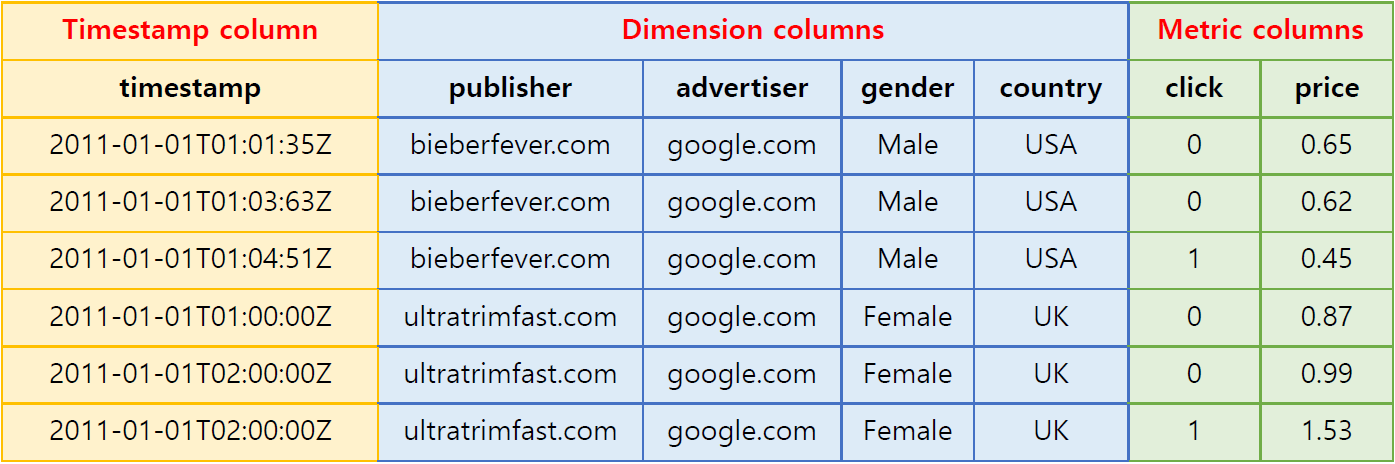 Timestamp column Dimension columns Metric columns
timestamp publisher advertiser gender country click price
2011-01-01T01:01:35Z bieberfever.com google.com Male USA 0 0.65
2011-01-01T01:03:63Z bieberfever.com google.com Male USA 0 0.62
2011-01-01T01:04:51Z bieberfever.com google.com Male USA 1 0.45
2011-01-01T01:00:00Z ultratrimfast.com google.com Female UK 0 0.87
2011-01-01T02:00:00Z ultratrimfast.com google.com Female UK 0 0.99
2011-01-01T02:00:00Z ultratrimfast.com google.com Female UK 1 1.53